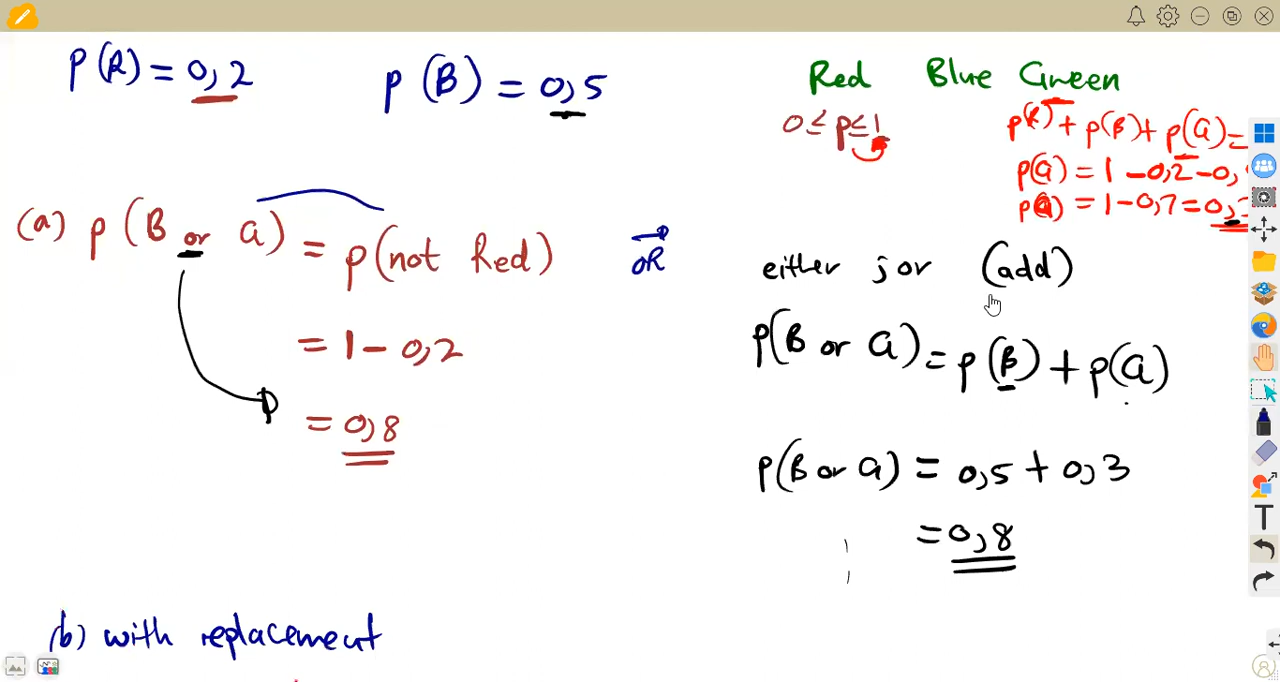 P(R) = 0,2
P(B) = 0,5
(a) P(B or G) = P(not Red)
= 1 - 0,2
= 0,8
(b) with replacement
OR
Red Blue Green
0 ≤ P ≤ 1
P(R) + P(B) + P(G) =
P(G) = 1 - 0,2 - 0,
P(G) = 1 - 0,7 = 0,3
either ; or (add)
P(B or G) = P(B) + P(G)
P(B or G) = 0,5 + 0,3
= 0,8